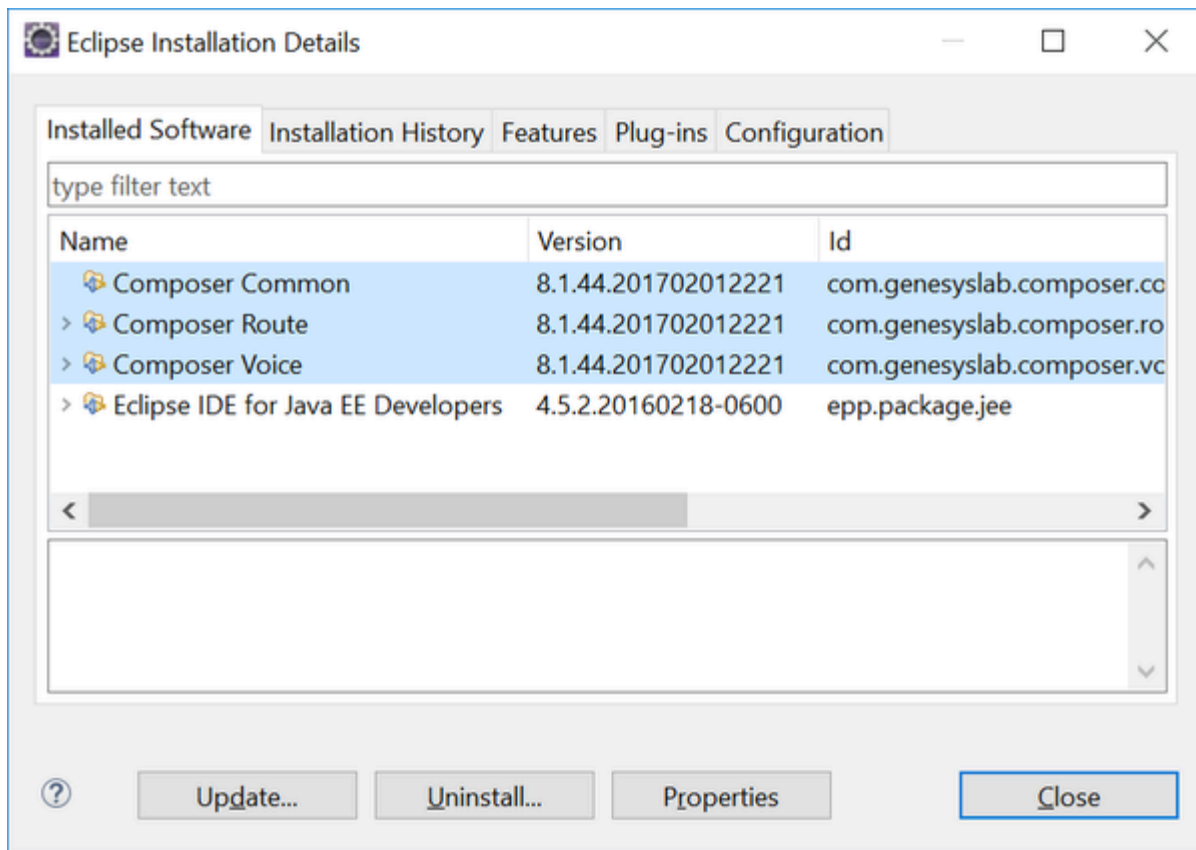 Eclipse Installation Details
Installed Software Installation History Features Plug-ins Configuration
type filter text
Name Version Id
Composer Common 8.1.44.201702012221 com.genesyslab.composer.co
Composer Route 8.1.44.201702012221 com.genesyslab.composer.ro
Composer Voice 8.1.44.201702012221 com.genesyslab.composer.vo
Eclipse IDE for Java EE Developers 4.5.2.20160218-0600 epp.package.jee
Update... Uninstall... Properties Close